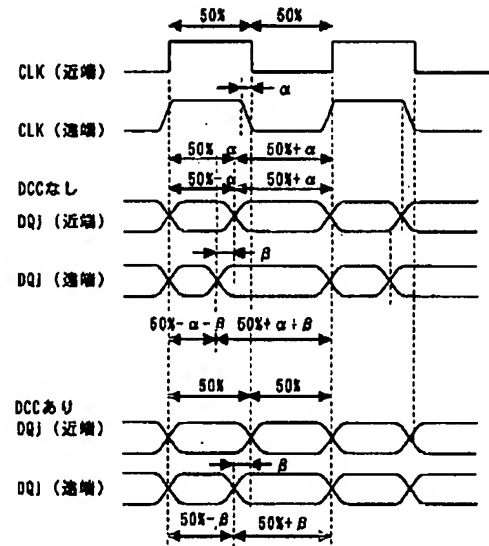 50% 50%
CLK (近端)
α
CLK (遠端)
50% α 50%+α
50%-α 50%+α
DCCなし
DQj (近端)
β
DQj (遠端)
50%-α-β 50%+α+β
50% 50%
DCCあり
DQj (近端)
β
DQj (遠端)
50%-β 50%+β